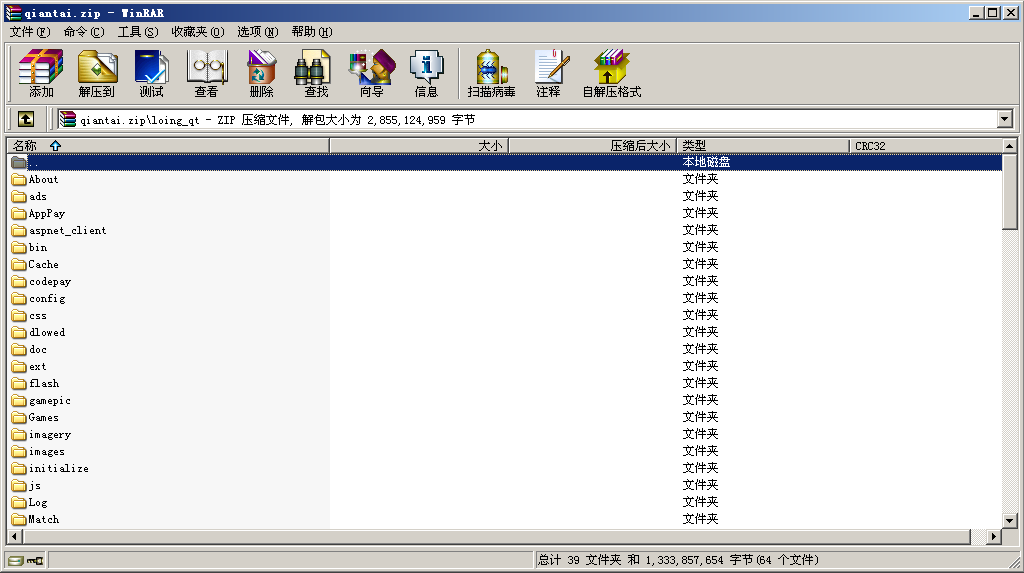 qiantai.zip - WinRAR
文件(F) 命令(C) 工具(S) 收藏夹(O) 选项(N) 帮助(H)
添加 解压到 测试 查看 删除 查找 向导 信息 扫描病毒 注释 自解压格式
qiantai.zip\loing_qt - ZIP 压缩文件, 解包大小为 2,855,124,959 字节
名称 大小 压缩后大小 类型 CRC32
.. 本地磁盘
About 文件夹
ads 文件夹
AppPay 文件夹
aspnet_client 文件夹
bin 文件夹
Cache 文件夹
codepay 文件夹
config 文件夹
css 文件夹
dlowed 文件夹
doc 文件夹
ext 文件夹
flash 文件夹
gamepic 文件夹
Games 文件夹
imagery 文件夹
images 文件夹
initialize 文件夹
js 文件夹
Log 文件夹
Match 文件夹
总计 39 文件夹 和 1,333,857,654 字节(64 个文件)